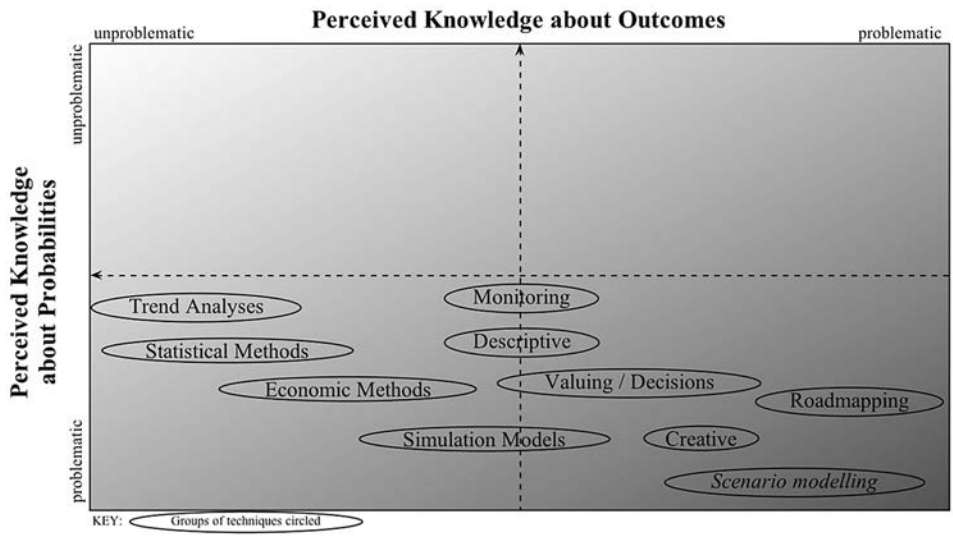 Perceived Knowledge about Outcomes
unproblematic
problematic
unproblematic
Perceived Knowledge
about Probabilities
problematic
Trend Analyses
Monitoring
Statistical Methods
Descriptive
Economic Methods
Valuing / Decisions
Roadmapping
Simulation Models
Creative
Scenario modelling
KEY:
Groups of techniques circled